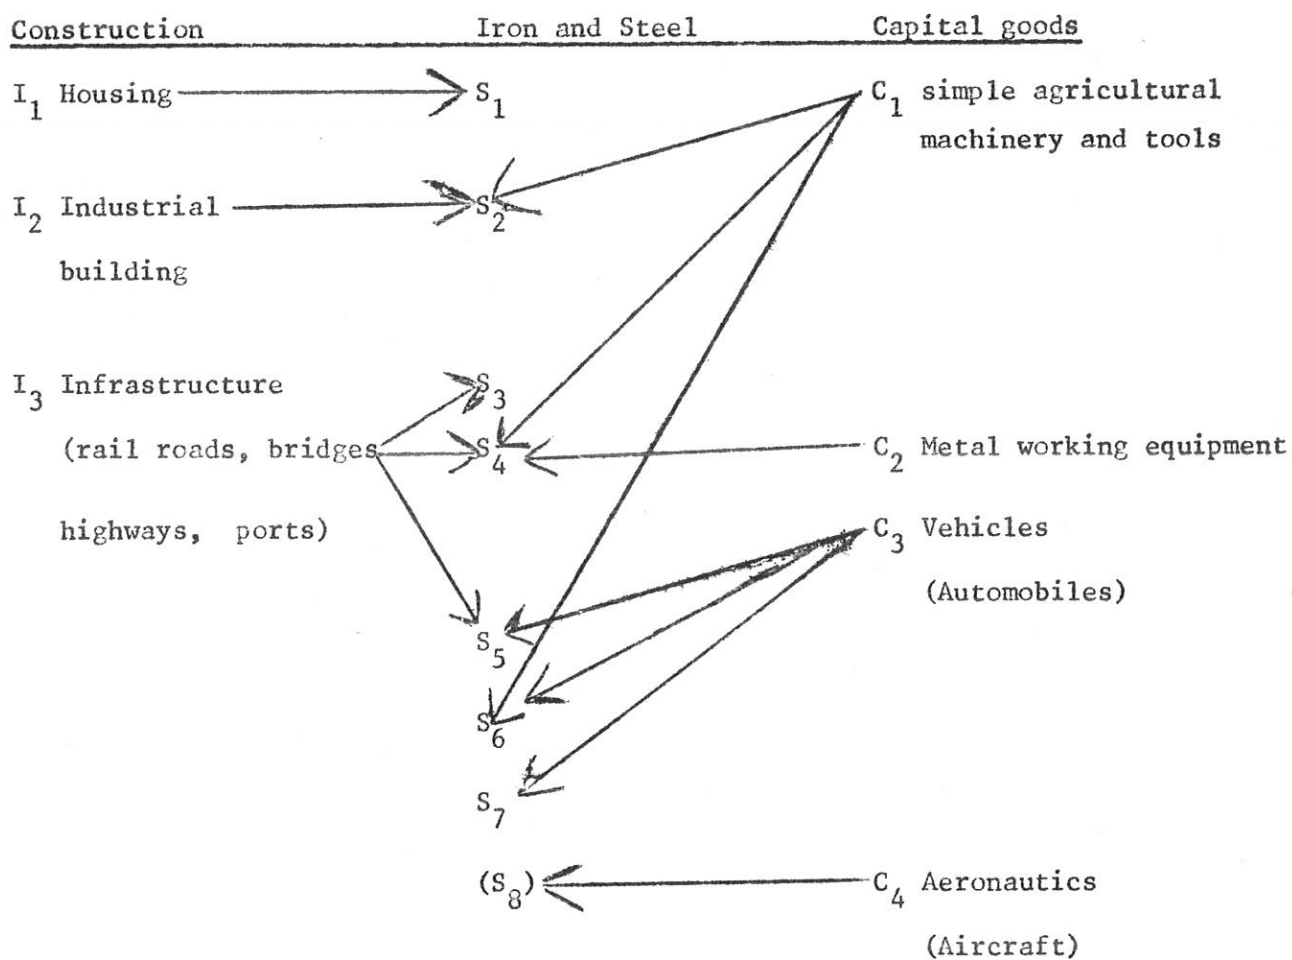 Construction Iron and Steel Capital goods
I1 Housing S1 C1 simple agricultural
machinery and tools
I2 Industrial S2
building
I3 Infrastructure S3
(rail roads, bridges S4 C2 Metal working equipment
highways, ports) C3 Vehicles
(Automobiles)
S5
S6
S7
(S8) C4 Aeronautics
(Aircraft)